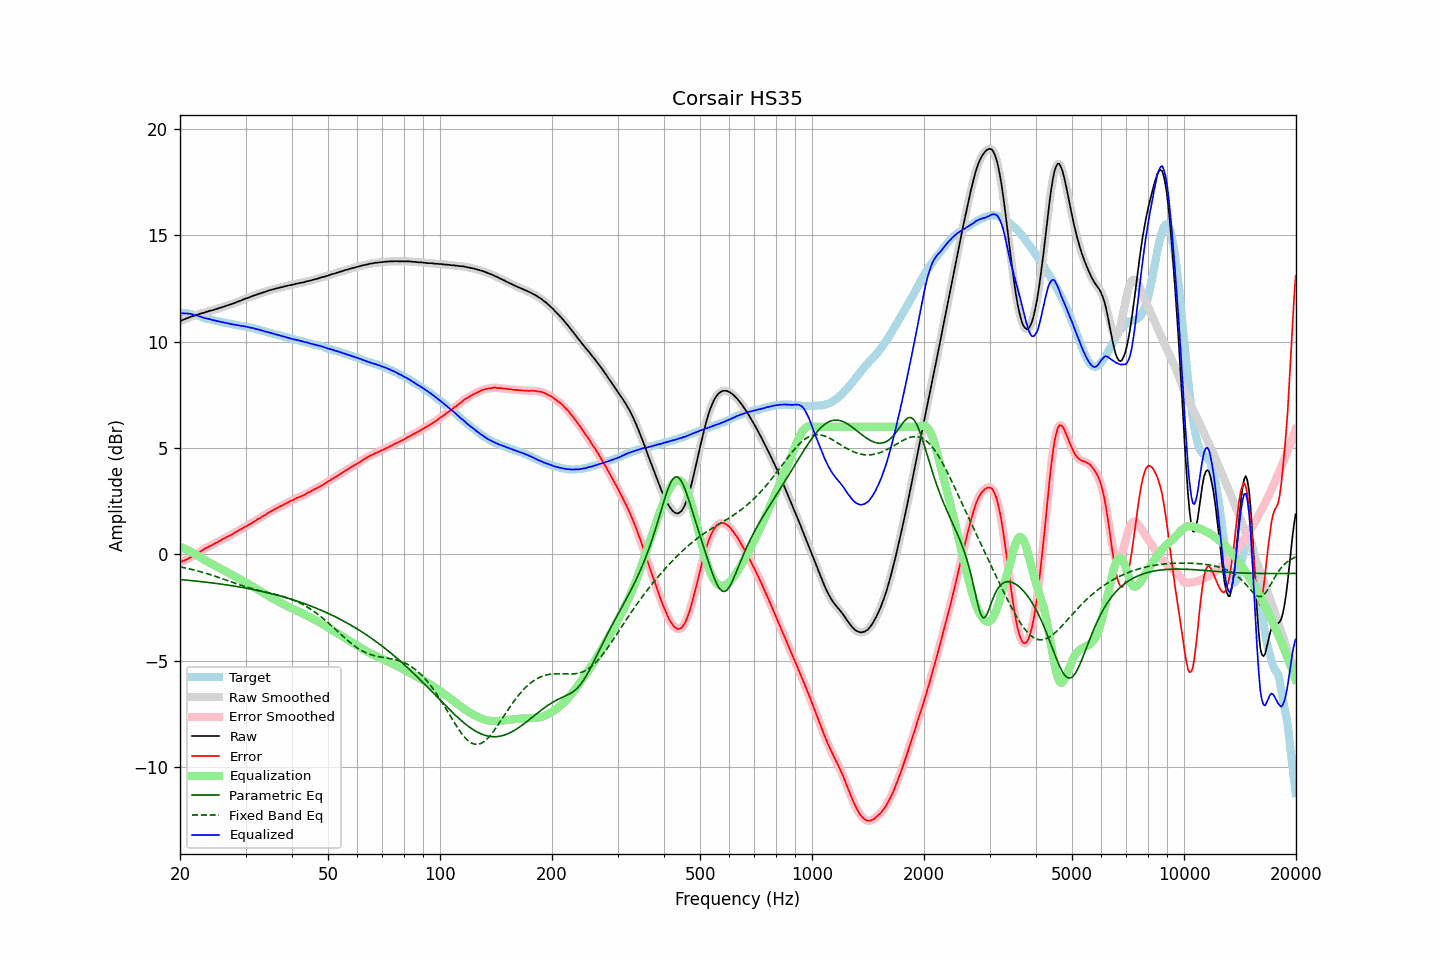 Corsair HS35
Amplitude (dBr)
20
15
10
5
0
−5
−10
Target
Raw Smoothed
Error Smoothed
Raw
Error
Equalization
Parametric Eq
Fixed Band Eq
Equalized
20 50 100 200 500 1000 2000 5000 10000 20000
Frequency (Hz)